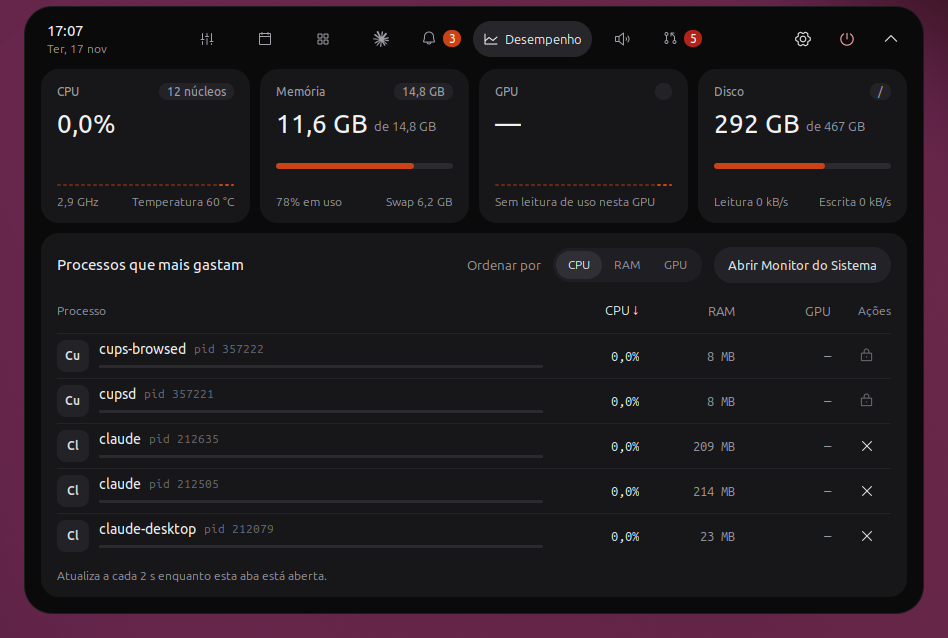 17:07
Ter, 17 nov
3
Desempenho
5
CPU
12 núcleos
0,0%
2,9 GHz
Temperatura 60 °C
Memória
14,8 GB
11,6 GB de 14,8 GB
78% em uso
Swap 6,2 GB
GPU
—
Sem leitura de uso nesta GPU
Disco
/
292 GB de 467 GB
Leitura 0 kB/s
Escrita 0 kB/s
Processos que mais gastam
Ordenar por
CPU
RAM
GPU
Abrir Monitor do Sistema
Processo CPU↓ RAM GPU Ações
Cu cups-browsed pid 357222 0,0% 8 MB –
Cu cupsd pid 357221 0,0% 8 MB –
Cl claude pid 212635 0,0% 209 MB –
Cl claude pid 212505 0,0% 214 MB –
Cl claude-desktop pid 212079 0,0% 23 MB –
Atualiza a cada 2 s enquanto esta aba está aberta.